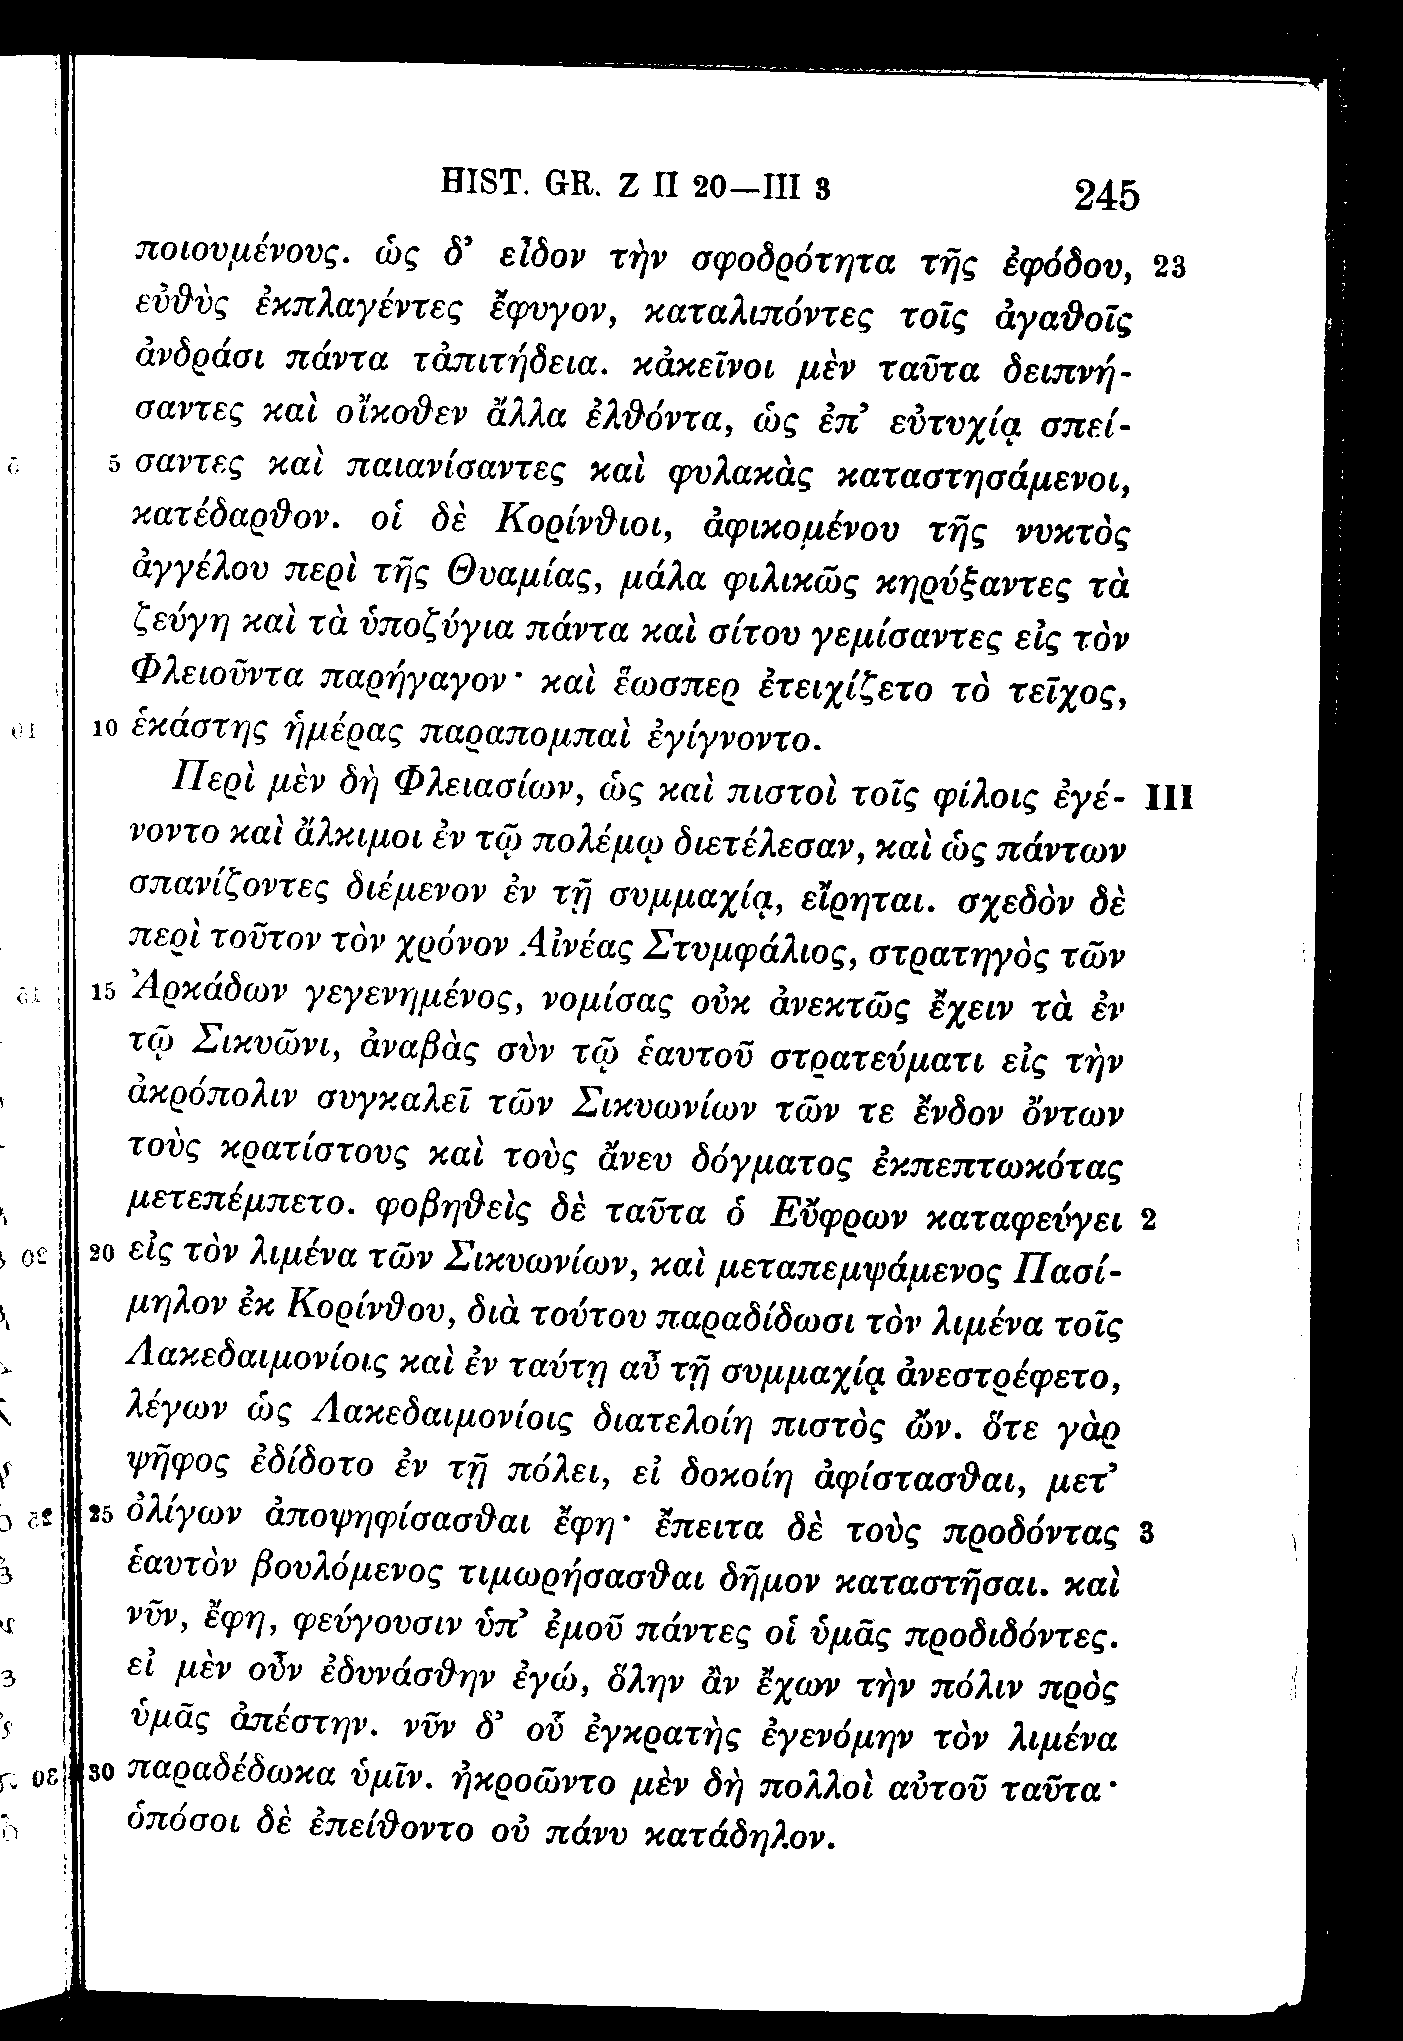 HIST. GR. Z II 20—III 3 245
ποιουμένους. ὡς δ’ εἶδον τὴν σφοδρότητα τῆς ἐφόδου, 23
εὐθὺς ἐκπλαγέντες ἔφυγον, καταλιπόντες τοῖς ἀγαθοῖς
ἀνδράσι πάντα τἀπιτήδεια. κἀκεῖνοι μὲν ταῦτα δειπνή-
σαντες καὶ οἴκοθεν ἄλλα ἐλθόντα, ὡς ἐπ’ εὐτυχίᾳ σπεί-
5 σαντες καὶ παιανίσαντες καὶ φυλακὰς καταστησάμενοι,
κατέδαρθον. οἱ δὲ Κορίνθιοι, ἀφικομένου τῆς νυκτὸς
ἀγγέλου περὶ τῆς Θυαμίας, μάλα φιλικῶς κηρύξαντες τὰ
ζεύγη καὶ τὰ ὑποζύγια πάντα καὶ σίτου γεμίσαντες εἰς τὸν
Φλειοῦντα παρήγαγον· καὶ ἕωσπερ ἐτειχίζετο τὸ τεῖχος,
10 ἑκάστης ἡμέρας παραπομπαὶ ἐγίγνοντο.
Περὶ μὲν δὴ Φλειασίων, ὡς καὶ πιστοὶ τοῖς φίλοις ἐγέ- III
νοντο καὶ ἄλκιμοι ἐν τῷ πολέμῳ διετέλεσαν, καὶ ὡς πάντων
σπανίζοντες διέμενον ἐν τῇ συμμαχίᾳ, εἴρηται. σχεδὸν δὲ
περὶ τοῦτον τὸν χρόνον Αἰνέας Στυμφάλιος, στρατηγὸς τῶν
15 Ἀρκάδων γεγενημένος, νομίσας οὐκ ἀνεκτῶς ἔχειν τὰ ἐν
τῷ Σικυῶνι, ἀναβὰς σὺν τῷ ἑαυτοῦ στρατεύματι εἰς τὴν
ἀκρόπολιν συγκαλεῖ τῶν Σικυωνίων τῶν τε ἔνδον ὄντων
τοὺς κρατίστους καὶ τοὺς ἄνευ δόγματος ἐκπεπτωκότας
μετεπέμπετο. φοβηθεὶς δὲ ταῦτα ὁ Εὔφρων καταφεύγει 2
20 εἰς τὸν λιμένα τῶν Σικυωνίων, καὶ μεταπεμψάμενος Πασί-
μηλον ἐκ Κορίνθου, διὰ τούτου παραδίδωσι τὸν λιμένα τοῖς
Λακεδαιμονίοις καὶ ἐν ταύτῃ αὖ τῇ συμμαχίᾳ ἀνεστρέφετο,
λέγων ὡς Λακεδαιμονίοις διατελοίη πιστὸς ὤν. ὅτε γὰρ
ψῆφος ἐδίδοτο ἐν τῇ πόλει, εἰ δοκοίη ἀφίστασθαι, μετ’
25 ὀλίγων ἀποψηφίσασθαι ἔφη· ἔπειτα δὲ τοὺς προδόντας 3
ἑαυτὸν βουλόμενος τιμωρήσασθαι δῆμον καταστῆσαι. καὶ
νῦν, ἔφη, φεύγουσιν ὑπ’ ἐμοῦ πάντες οἱ ὑμᾶς προδιδόντες.
εἰ μὲν οὖν ἐδυνάσθην ἐγώ, ὅλην ἂν ἔχων τὴν πόλιν πρὸς
ὑμᾶς ἀπέστην. νῦν δ’ οὗ ἐγκρατὴς ἐγενόμην τὸν λιμένα
30 παραδέδωκα ὑμῖν. ἠκροῶντο μὲν δὴ πολλοὶ αὐτοῦ ταῦτα·
ὁπόσοι δὲ ἐπείθοντο οὐ πάνυ κατάδηλον.